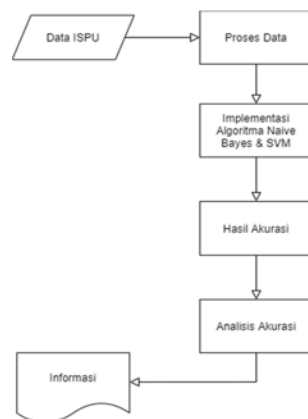 Data ISPU
Proses Data
Implementasi
Algoritma Naive
Bayes & SVM
Hasil Akurasi
Analisis Akurasi
Informasi